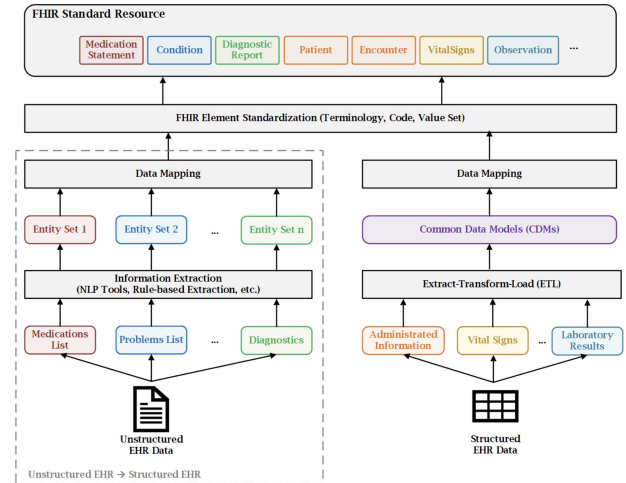 FHIR Standard Resource
Medication
Statement
Condition
Diagnostic
Report
Patient
Encounter
VitalSigns
Observation
...
FHIR Element Standardization (Terminology, Code, Value Set)
Data Mapping
Data Mapping
Entity Set 1
Entity Set 2
...
Entity Set n
Common Data Models (CDMs)
Information Extraction
(NLP Tools, Rule-based Extraction, etc.)
Extract-Transform-Load (ETL)
Medications
List
Problems List
...
Diagnostics
Administrated
Information
Vital Signs
...
Laboratory
Results
Unstructured
EHR Data
Structured
EHR Data
Unstructured EHR → Structured EHR